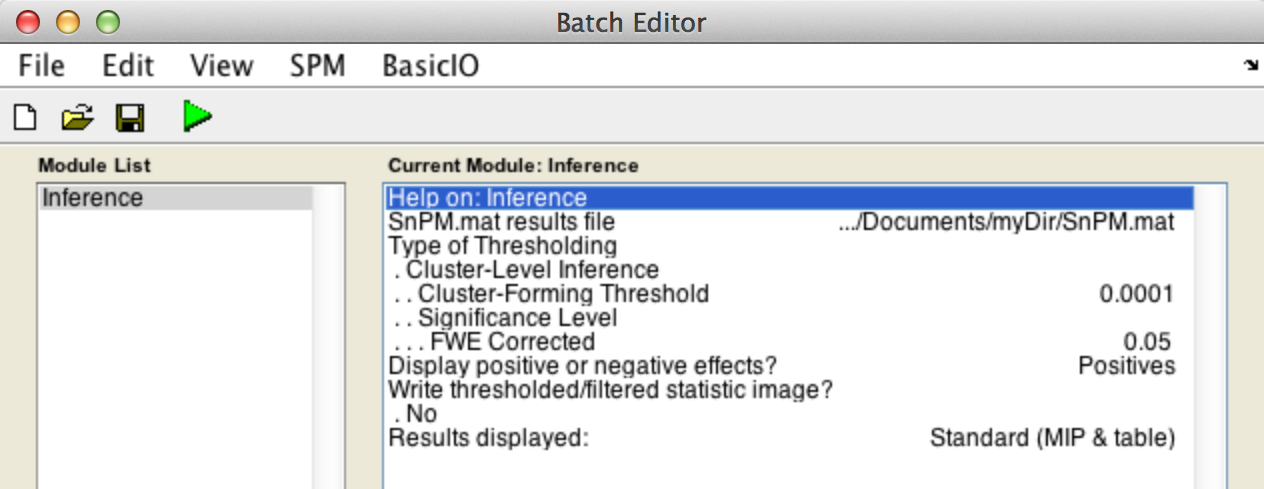 Batch Editor
File Edit View SPM BasicIO
Module List
Current Module: Inference
Inference
Help on: Inference
SnPM.mat results file .../Documents/myDir/SnPM.mat
Type of Thresholding
. Cluster-Level Inference
. . Cluster-Forming Threshold 0.0001
. . Significance Level
. . . FWE Corrected 0.05
Display positive or negative effects? Positives
Write thresholded/filtered statistic image?
. No
Results displayed: Standard (MIP & table)